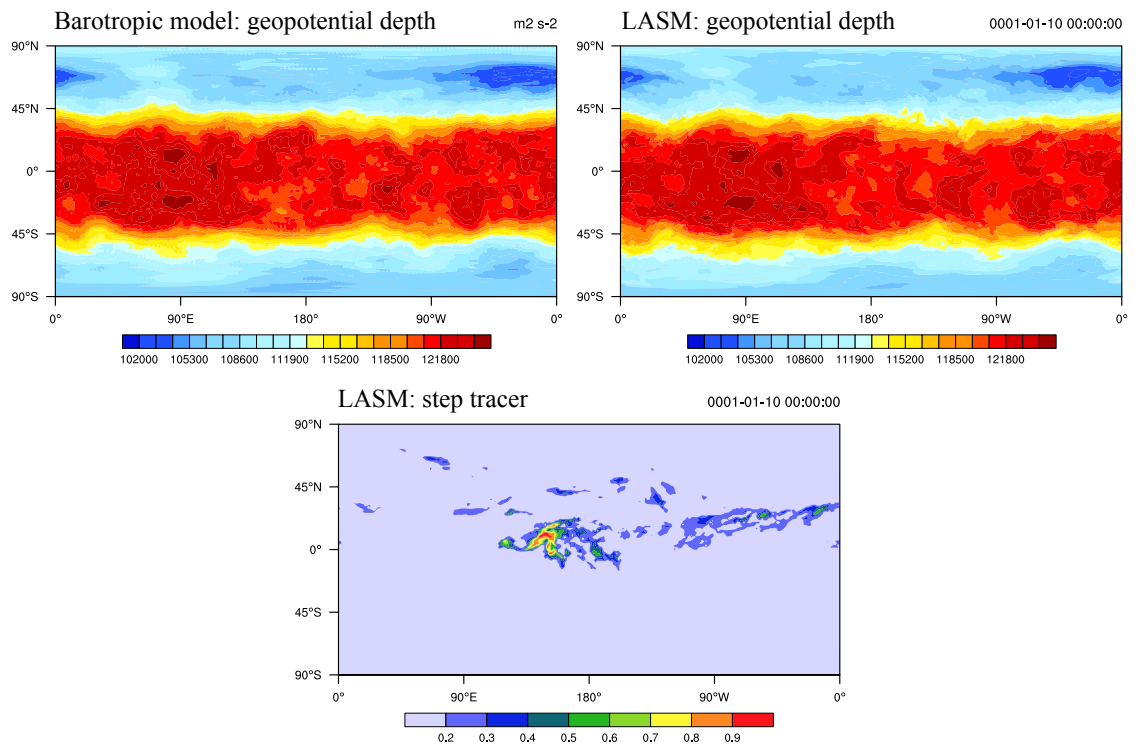 Barotropic model: geopotential depth m2 s-2
90°N
45°N
0°
45°S
90°S
0° 90°E 180° 90°W 0°
102000 105300 108600 111900 115200 118500 121800
LASM: geopotential depth 0001-01-10 00:00:00
90°N
45°N
0°
45°S
90°S
0° 90°E 180° 90°W 0°
102000 105300 108600 111900 115200 118500 121800
LASM: step tracer 0001-01-10 00:00:00
90°N
45°N
0°
45°S
90°S
0° 90°E 180° 90°W 0°
0.2 0.3 0.4 0.5 0.6 0.7 0.8 0.9